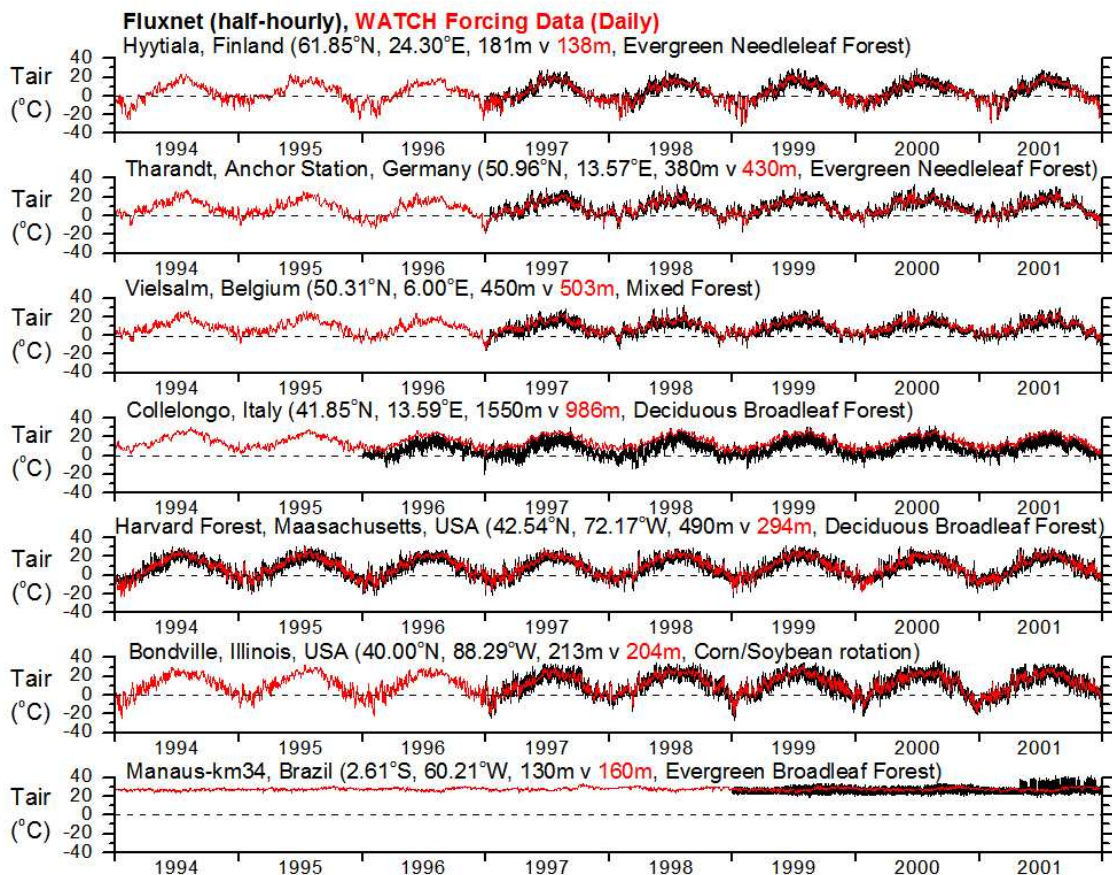 Fluxnet (half-hourly), WATCH Forcing Data (Daily)
Hyytiala, Finland (61.85°N, 24.30°E, 181m v 138m, Evergreen Needleleaf Forest)
Tair
(°C)
40
20
0
-20
-40
1994 1995 1996 1997 1998 1999 2000 2001
Tharandt, Anchor Station, Germany (50.96°N, 13.57°E, 380m v 430m, Evergreen Needleleaf Forest)
Tair
(°C)
40
20
0
-20
-40
1994 1995 1996 1997 1998 1999 2000 2001
Vielsalm, Belgium (50.31°N, 6.00°E, 450m v 503m, Mixed Forest)
Tair
(°C)
40
20
0
-20
-40
1994 1995 1996 1997 1998 1999 2000 2001
Collelongo, Italy (41.85°N, 13.59°E, 1550m v 986m, Deciduous Broadleaf Forest)
Tair
(°C)
40
20
0
-20
-40
1994 1995 1996 1997 1998 1999 2000 2001
Harvard Forest, Maasachusetts, USA (42.54°N, 72.17°W, 490m v 294m, Deciduous Broadleaf Forest)
Tair
(°C)
40
20
0
-20
-40
1994 1995 1996 1997 1998 1999 2000 2001
Bondville, Illinois, USA (40.00°N, 88.29°W, 213m v 204m, Corn/Soybean rotation)
Tair
(°C)
40
20
0
-20
-40
1994 1995 1996 1997 1998 1999 2000 2001
Manaus-km34, Brazil (2.61°S, 60.21°W, 130m v 160m, Evergreen Broadleaf Forest)
Tair
(°C)
40
20
0
-20
-40
1994 1995 1996 1997 1998 1999 2000 2001